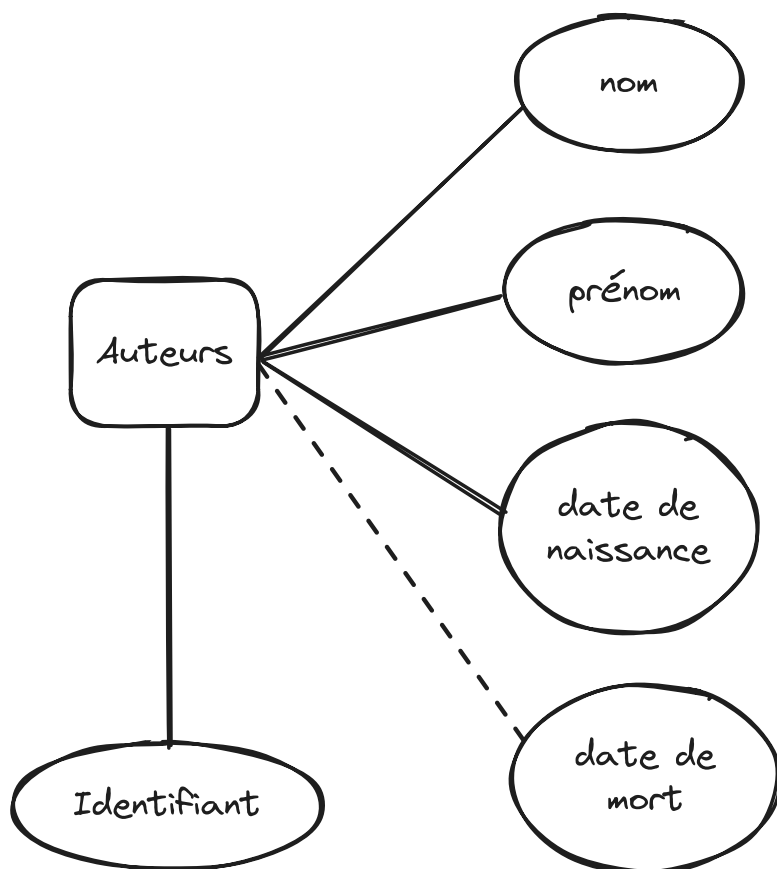 nom
prénom
Auteurs
date de
naissance
date de
mort
Identifiant